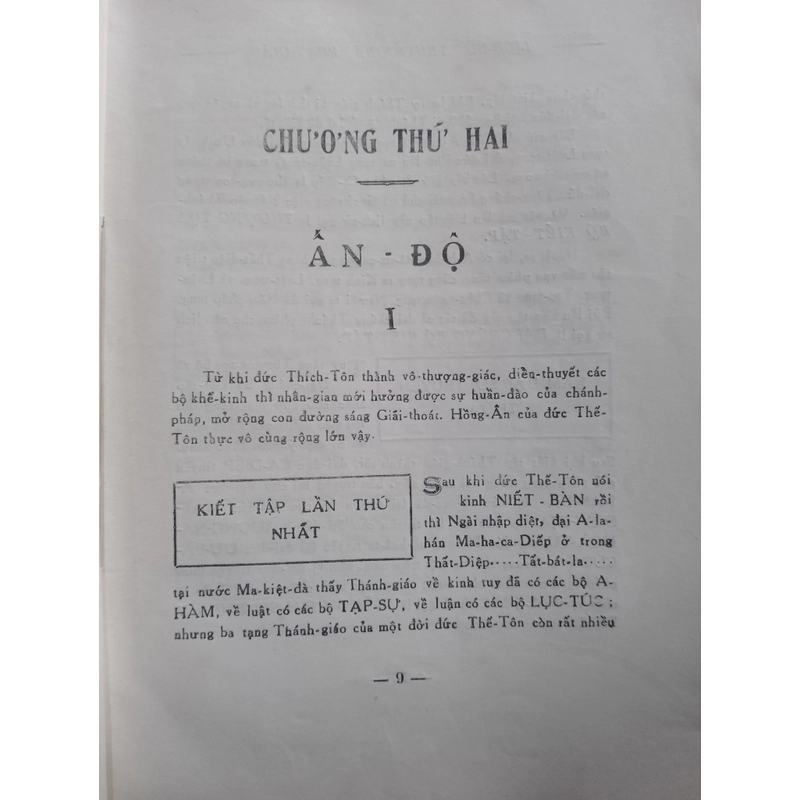 CHƯƠNG THỨ HAI
ẤN - ĐỘ
I
Từ khi đức Thích-Tôn thành vô-thượng-giác, diễn-thuyết các
bộ khế-kinh thì nhân-gian mới hưởng được sự huấn-đào của chánh-
pháp, mở rộng con đường sáng Giải-thoát. Hồng-Ân của đức Thế-
Tôn thực vô cùng rộng lớn vậy.
KIẾT TẬP LẦN THỨ
NHẤT
Sau khi đức Thế-Tôn nói
kinh NIẾT - BÀN rồi
thì Ngài nhập diệt, đại A-la-
hán Ma-ha-ca-Diếp ở trong
Thất-Diệp.....Tất-bát-la.....
tại nước Ma-kiệt-đà thấy Thánh-giáo về kinh tuy đã có các bộ A-
HÀM, về luật có các bộ TẠP-SỰ, về luận có các bộ LỤC-TÚC ;
nhưng ba tạng Thánh-giáo của một đời đức Thế-Tôn còn rất nhiều
— 9 —